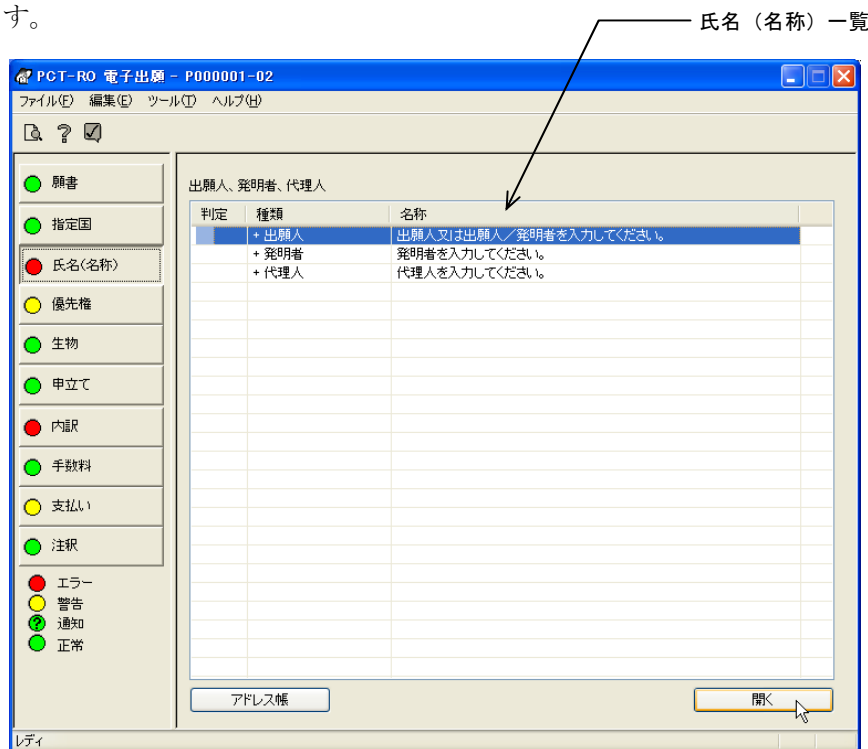 す。
氏名（名称）一覧
PCT-RO 電子出願 - P000001-02
ファイル(F) 編集(E) ツール(T) ヘルプ(H)
願書
指定国
氏名(名称)
優先権
生物
申立て
内訳
手数料
支払い
注釈
エラー
警告
通知
正常
出願人、発明者、代理人
判定 種類 名称
+ 出願人 出願人又は出願人／発明者を入力してください。
+ 発明者 発明者を入力してください。
+ 代理人 代理人を入力してください。
アドレス帳
開く
レディ